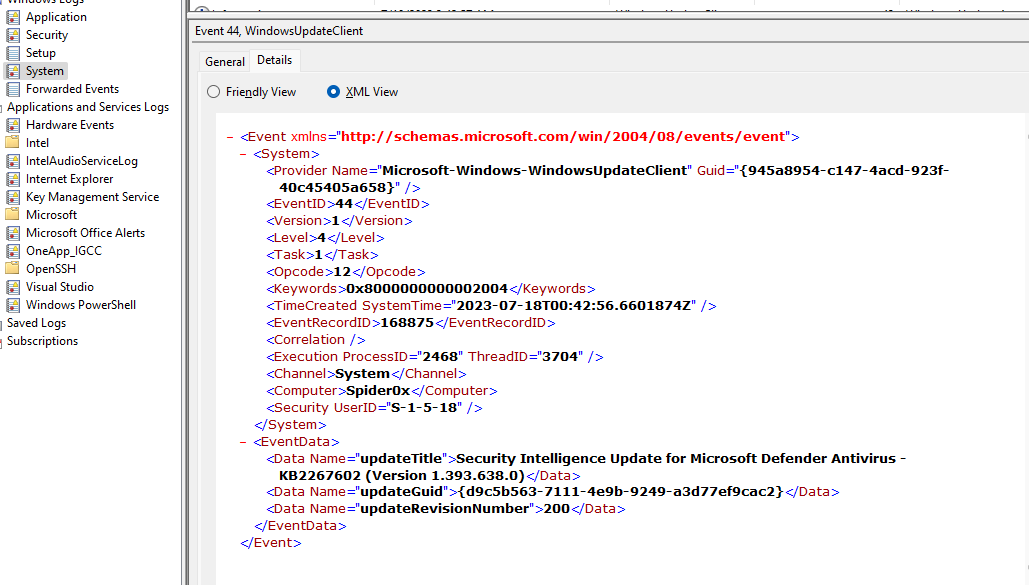 Windows Logs
Application
Security
Setup
System
Forwarded Events
Applications and Services Logs
Hardware Events
Intel
IntelAudioServiceLog
Internet Explorer
Key Management Service
Microsoft
Microsoft Office Alerts
OneApp_IGCC
OpenSSH
Visual Studio
Windows PowerShell
Saved Logs
Subscriptions
Event 44, WindowsUpdateClient
General Details
Friendly View XML View
- <Event xmlns="http://schemas.microsoft.com/win/2004/08/events/event">
- <System>
<Provider Name="Microsoft-Windows-WindowsUpdateClient" Guid="{945a8954-c147-4acd-923f-
40c45405a658}" />
<EventID>44</EventID>
<Version>1</Version>
<Level>4</Level>
<Task>1</Task>
<Opcode>12</Opcode>
<Keywords>0x8000000000002004</Keywords>
<TimeCreated SystemTime="2023-07-18T00:42:56.6601874Z" />
<EventRecordID>168875</EventRecordID>
<Correlation />
<Execution ProcessID="2468" ThreadID="3704" />
<Channel>System</Channel>
<Computer>Spider0x</Computer>
<Security UserID="S-1-5-18" />
</System>
- <EventData>
<Data Name="updateTitle">Security Intelligence Update for Microsoft Defender Antivirus -
KB2267602 (Version 1.393.638.0)</Data>
<Data Name="updateGuid">{d9c5b563-7111-4e9b-9249-a3d77ef9cac2}</Data>
<Data Name="updateRevisionNumber">200</Data>
</EventData>
</Event>